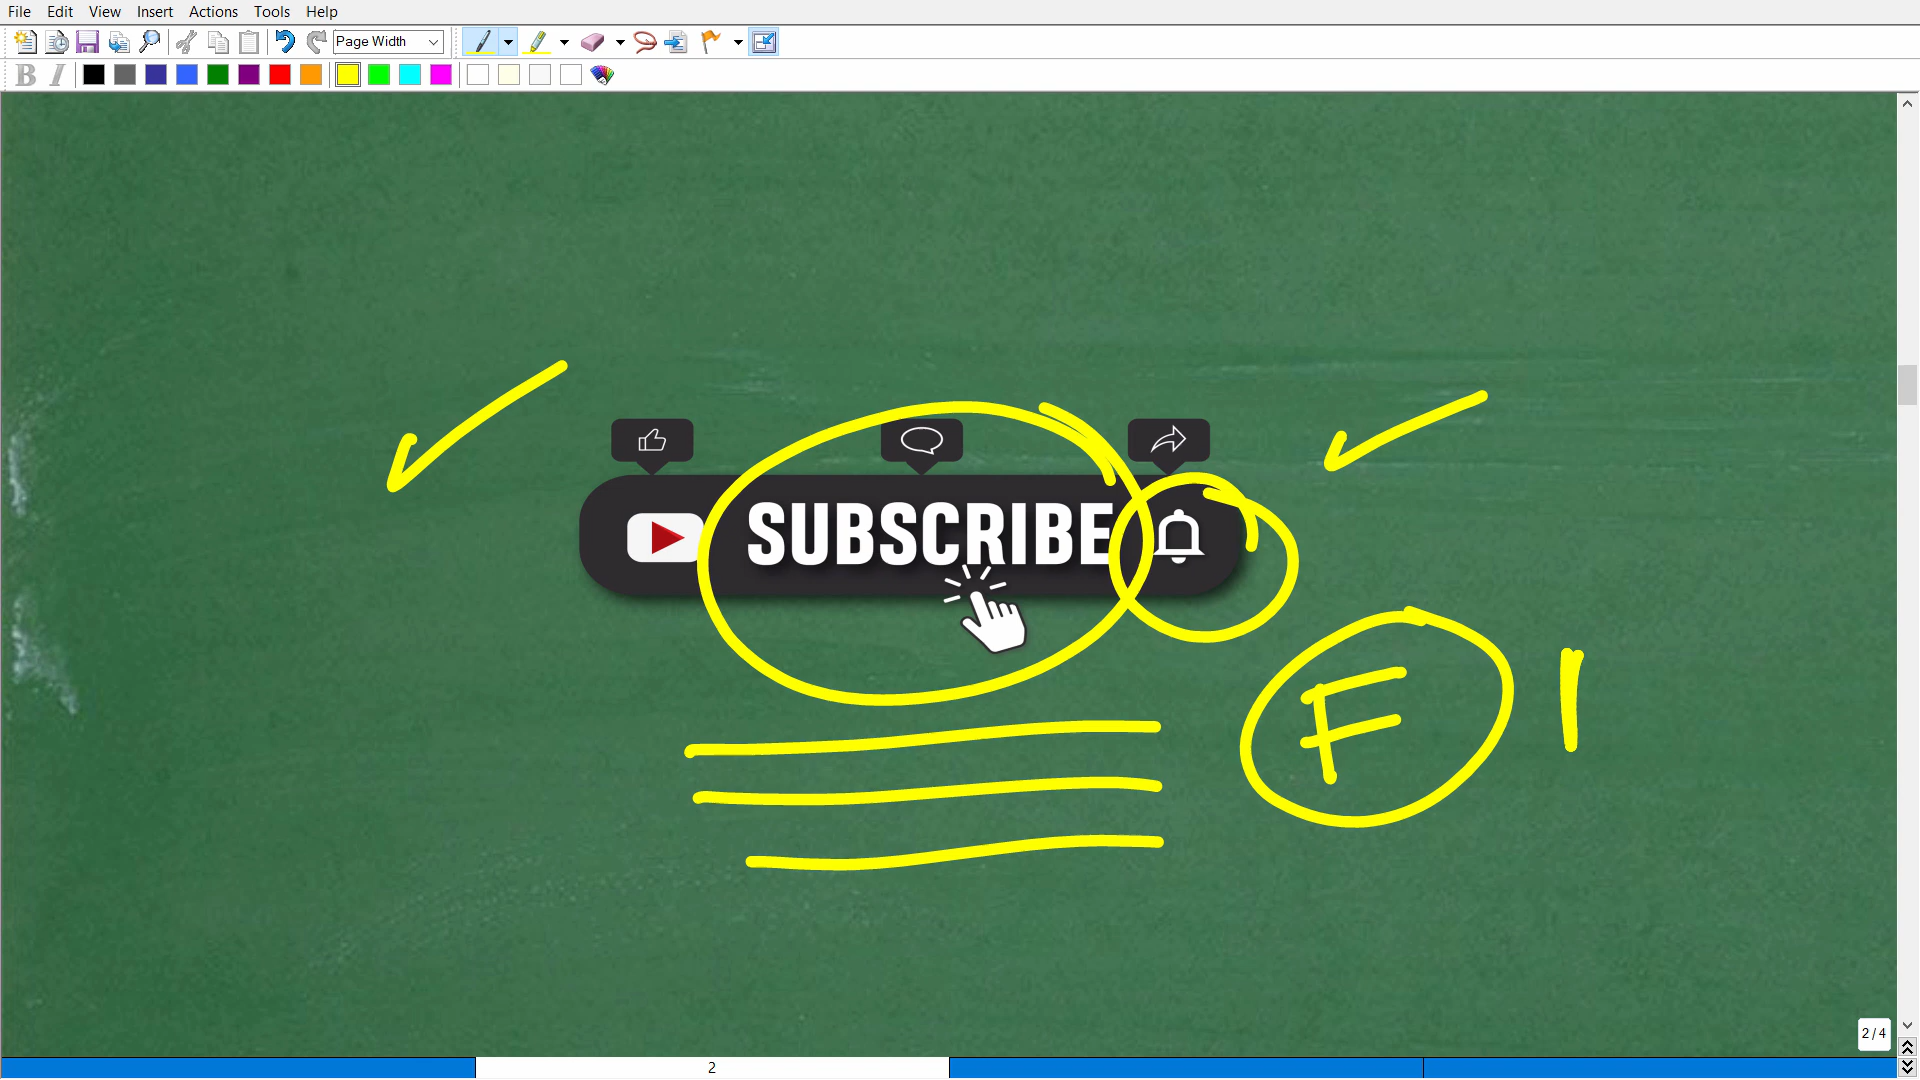 File Edit View Insert Actions Tools Help
Page Width
B I
SUBSCRIBE
F
2 / 4
2